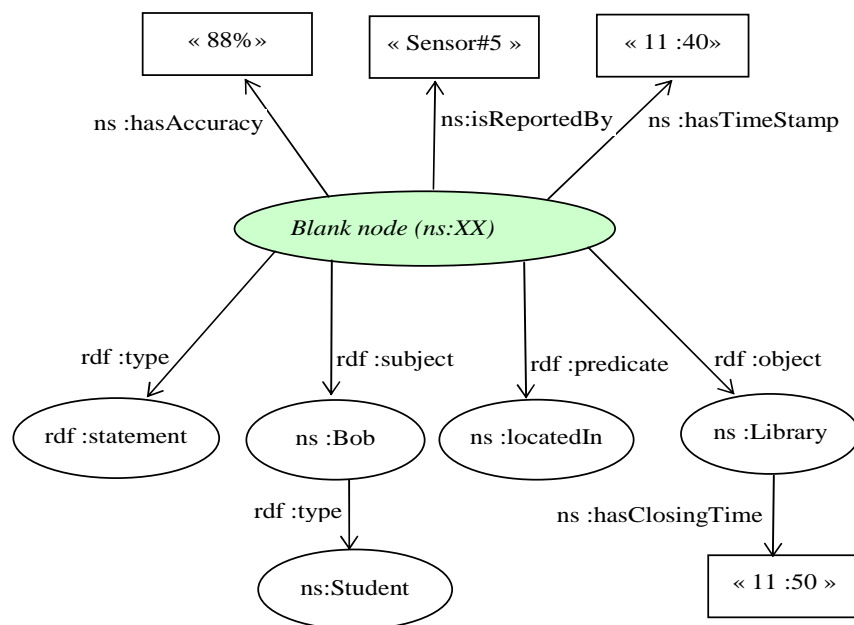 « 88%»
« Sensor#5 »
« 11 :40»
ns :hasAccuracy
ns:isReportedBy
ns :hasTimeStamp
Blank node (ns:XX)
rdf :type
rdf :subject
rdf :predicate
rdf :object
rdf :statement
ns :Bob
ns :locatedIn
ns :Library
rdf :type
ns :hasClosingTime
ns:Student
« 11 :50 »